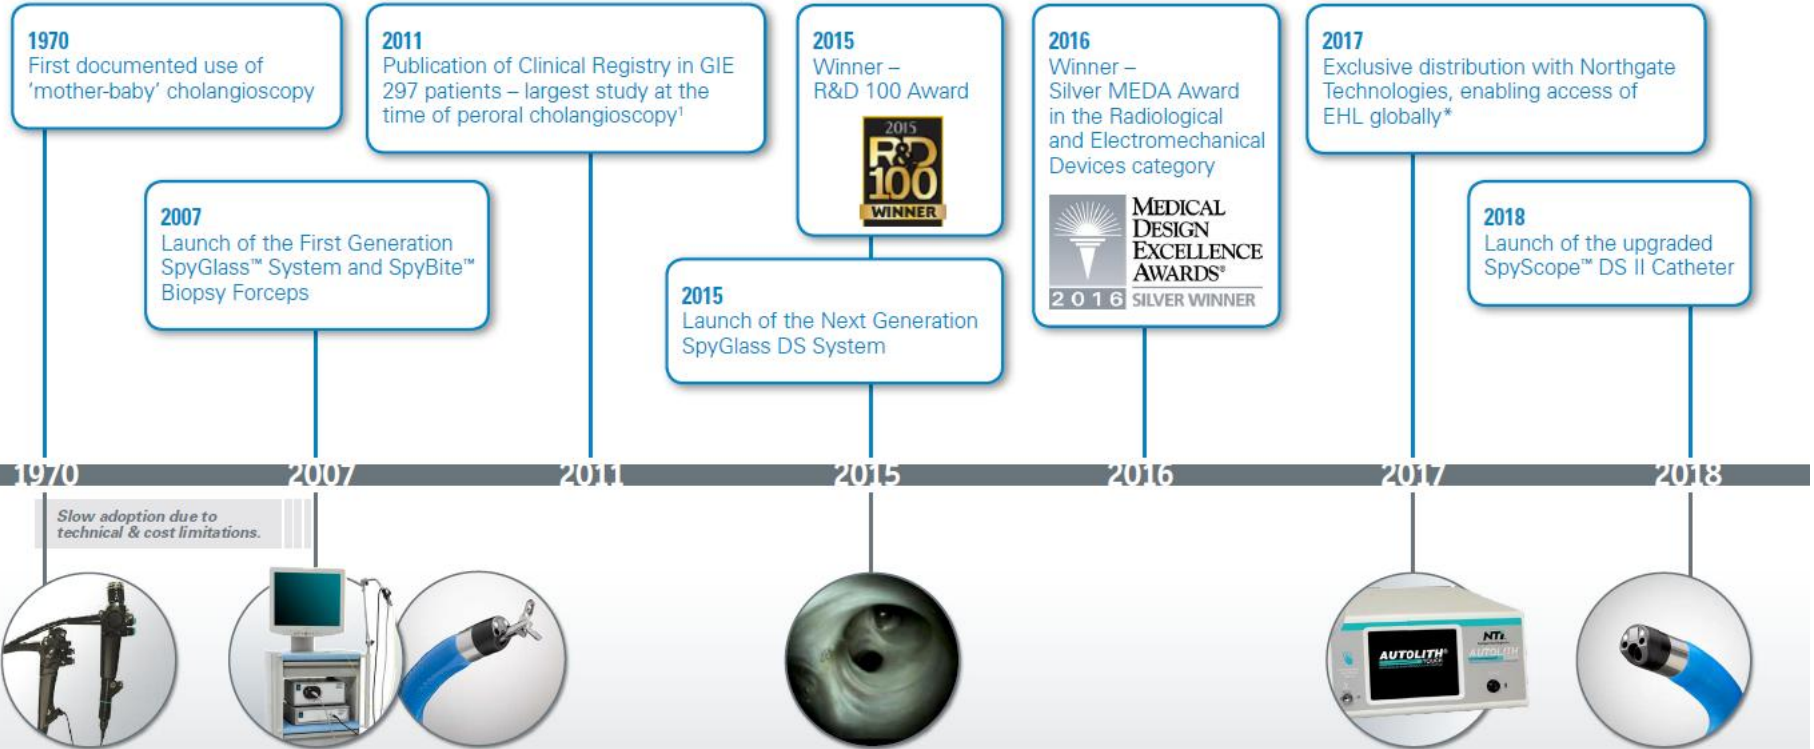 1970
First documented use of
‘mother-baby’ cholangioscopy
2007
Launch of the First Generation
SpyGlass™ System and SpyBite™
Biopsy Forceps
2011
Publication of Clinical Registry in GIE
297 patients – largest study at the
time of peroral cholangioscopy¹
2015
Winner –
R&D 100 Award
2015
R&D
100
WINNER
2015
Launch of the Next Generation
SpyGlass DS System
2016
Winner –
Silver MEDA Award
in the Radiological
and Electromechanical
Devices category
MEDICAL
DESIGN
EXCELLENCE
AWARDS®
2016 SILVER WINNER
2017
Exclusive distribution with Northgate
Technologies, enabling access of
EHL globally*
2018
Launch of the upgraded
SpyScope™ DS II Catheter
1970 2007 2011 2015 2016 2017 2018
Slow adoption due to
technical & cost limitations.
NTi
AUTOLITH®
TOUCH
AUTOLITH